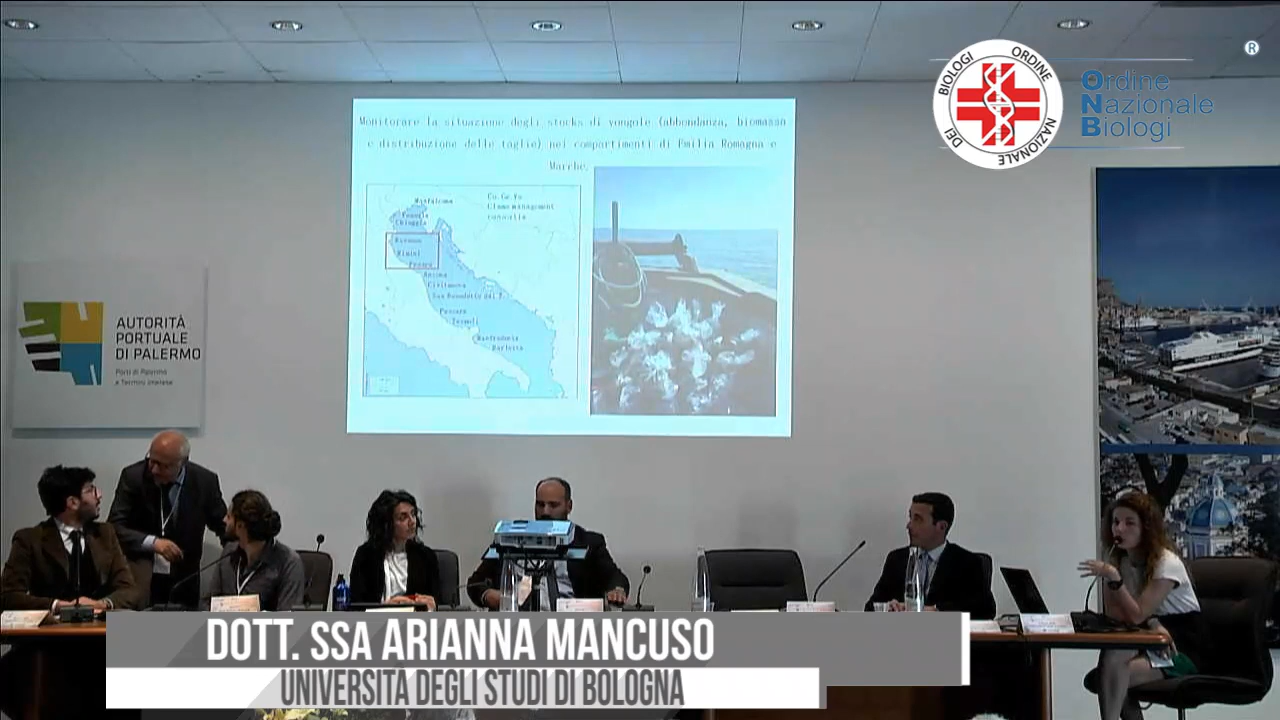 BIOLOGI ORDINE
DEI NAZIONALE
Ordine
Nazionale
Biologi
®
Monitorare la situazione degli stocks di vongole (abbondanza, biomassa
e distribuzione delle taglie) nei compartimenti di Emilia Romagna e
Marche.
Co.Ge.Vo
Clams management
consortia
Monfalcone
Venezia
Chioggia
Ravenna
Rimini
Pesaro
Ancona
Civitanova
San Benedetto del T.
Pescara
Termoli
Manfredonia
Barletta
AUTORITÀ
PORTUALE
DI PALERMO
Porti di Palermo
e Termini Imerese
DOTT. SSA ARIANNA MANCUSO
UNIVERSITÀ DEGLI STUDI DI BOLOGNA